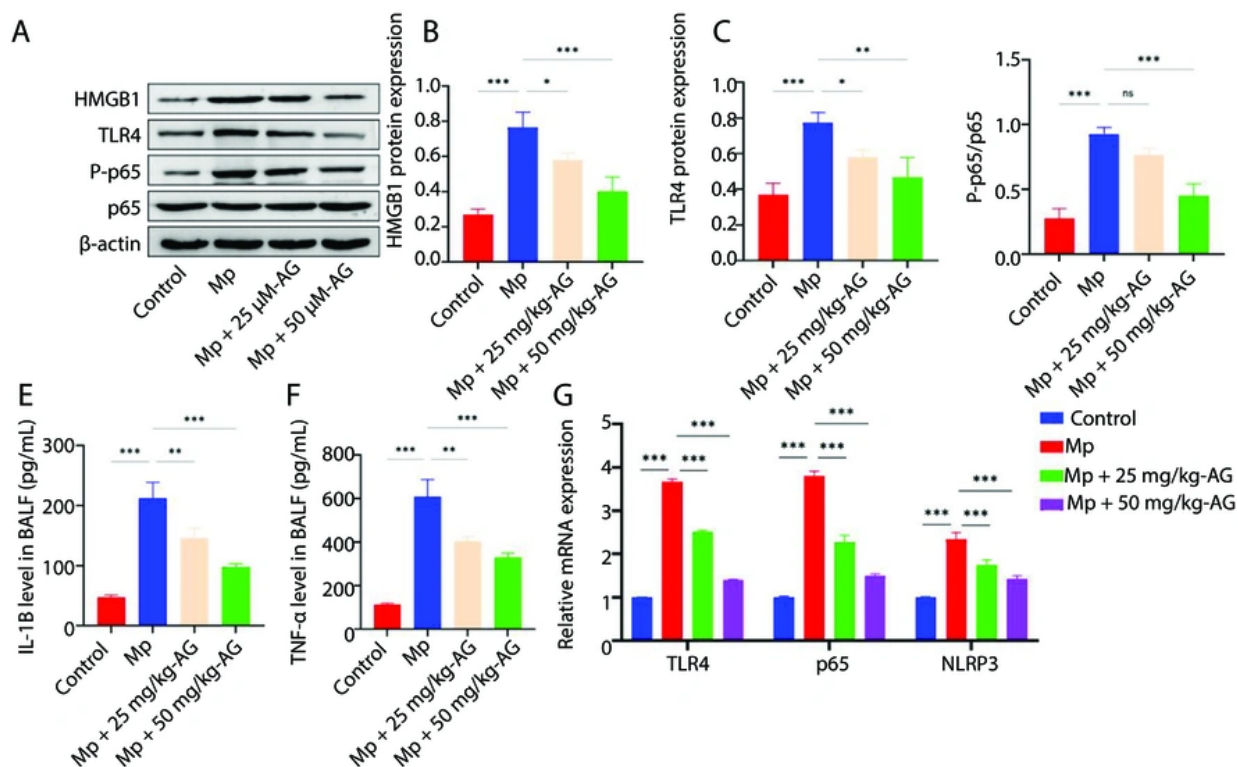 A
HMGB1
TLR4
P-p65
p65
β-actin
Control
Mp
Mp + 25 µM-AG
Mp + 50 µM-AG
B
HMGB1 protein expression
1.0
0.8
0.6
0.4
0.2
0.0
***
*
***
Control
Mp
Mp + 25 mg/kg-AG
Mp + 50 mg/kg-AG
C
TLR4 protein expression
1.0
0.8
0.6
0.4
0.2
0.0
***
*
**
Control
Mp
Mp + 25 mg/kg-AG
Mp + 50 mg/kg-AG
P-p65/p65
1.5
1.0
0.5
0.0
***
ns
***
Control
Mp
Mp + 25 mg/kg-AG
Mp + 50 mg/kg-AG
E
IL-1B level in BALF (pg/mL)
300
200
100
0
***
**
***
Control
Mp
Mp + 25 mg/kg-AG
Mp + 50 mg/kg-AG
F
TNF-α level in BALF (pg/mL)
800
600
400
200
0
***
**
***
Control
Mp
Mp + 25 mg/kg-AG
Mp + 50 mg/kg-AG
G
Relative mRNA expression
5
4
3
2
1
0
***
***
***
***
***
***
***
***
***
TLR4
p65
NLRP3
Control
Mp
Mp + 25 mg/kg-AG
Mp + 50 mg/kg-AG